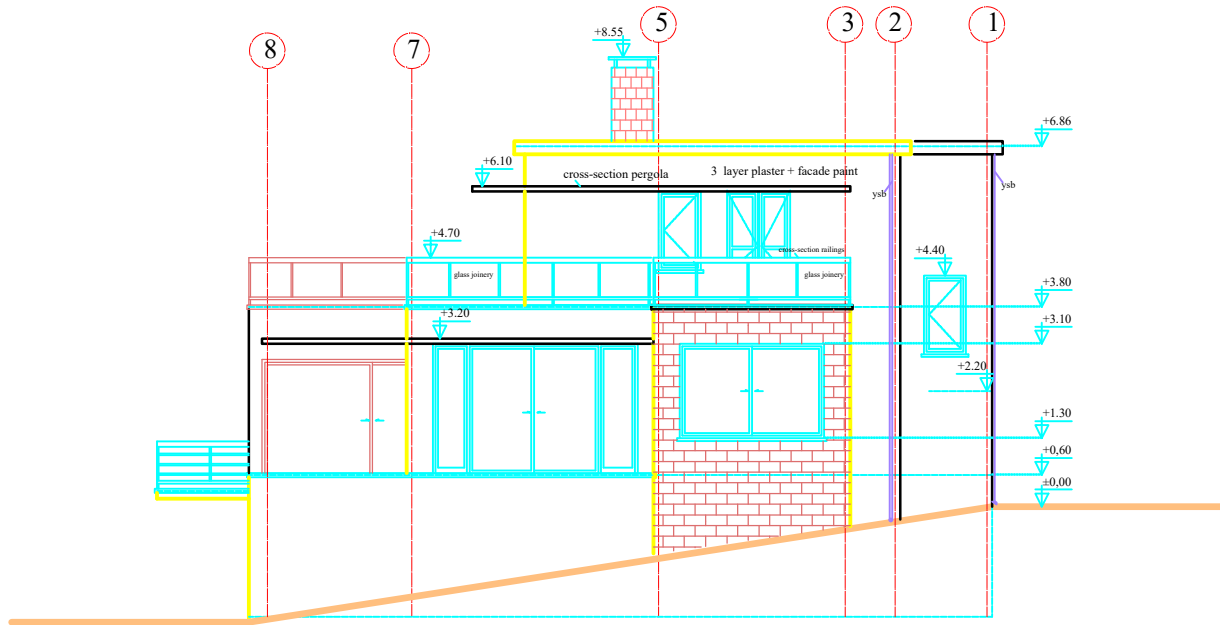 8
7
5
3
2
1
+8.55
+6.86
+6.10
cross-section pergola
3 layer plaster + facade paint
ysb
ysb
+4.70
cross-section railings
glass joinery
glass joinery
+4.40
+3.80
+3.20
+3.10
+2.20
+1.30
+0,60
+0,00